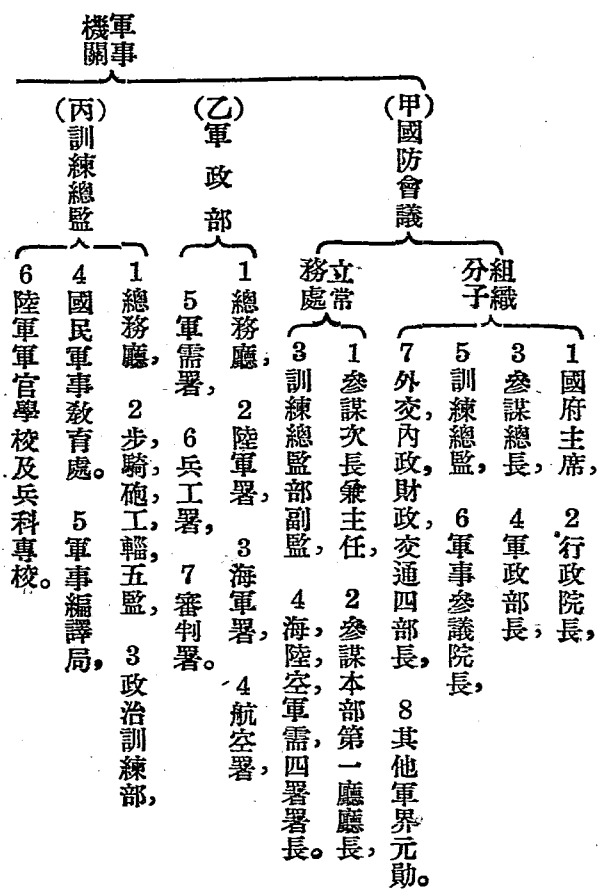 軍事
機關
(甲)國防會議
組織
分子
1國府主席，2行政院長，
3參謀總長，4軍政部長，
5訓練總監，6軍事參議院長，
7外交，內政，財政，交通四部長，8其他軍界元勛。
立常
務處
1參謀次長兼主任，2參謀本部第一廳廳長，
3訓練總監部副監，4海，陸，空，軍需四署署長。
(乙)軍政部
1總務廳，2陸軍署，3海軍署，4航空署，
5軍需署，6兵工署，7審判署。
(丙)訓練總監
1總務廳，2步，騎，砲，工，輜，五監，3政治訓練部，
4國民軍事教育處。5軍事編譯局，
6陸軍軍官學校及兵科專校。